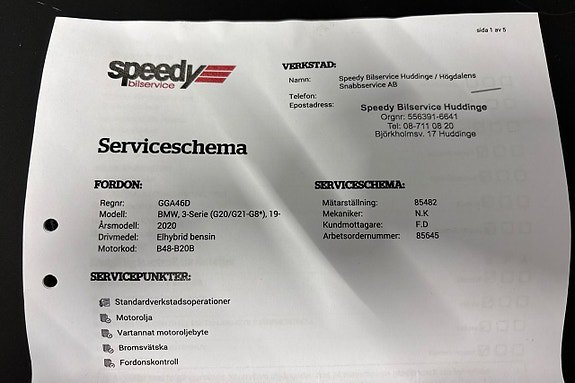 sida 1 av 5
speedy
bilservice
VERKSTAD:
Namn: Speedy Bilservice Huddinge / Högdalens
Snabbservice AB
Telefon:
Epostadress:
Speedy Bilservice Huddinge
Orgnr: 556391-6641
Tel: 08-711 08 20
Björkholmsv. 17 Huddinge
Serviceschema
FORDON:
Regnr: GGA46D
Modell: BMW, 3-Serie (G20/G21-G8*), 19-
Årsmodell: 2020
Drivmedel: Elhybrid bensin
Motorkod: B48-B20B
SERVICESCHEMA:
Mätarställning: 85482
Mekaniker: N.K
Kundmottagare: F.D
Arbetsordernummer: 85645
SERVICEPUNKTER:
Standardverkstadsoperationer
Motorolja
Vartannat motoroljebyte
Bromsvätska
Fordonskontroll